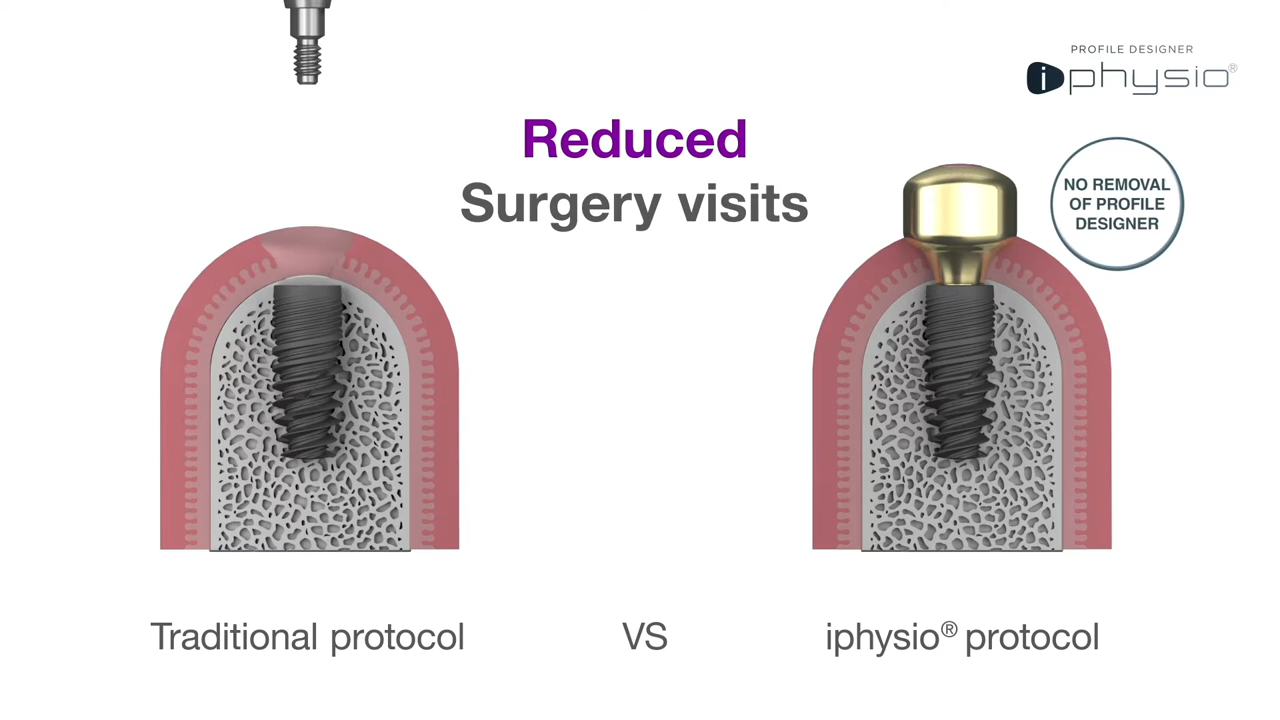 PROFILE DESIGNER
iphysio®
Reduced
Surgery visits
NO REMOVAL
OF PROFILE
DESIGNER
Traditional protocol
VS
iphysio® protocol